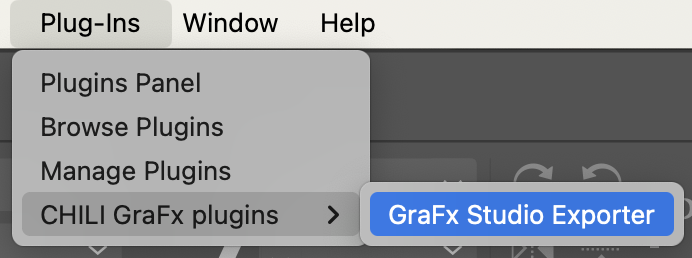 Plug-Ins Window Help
Plugins Panel
Browse Plugins
Manage Plugins
CHILI GraFx plugins GraFx Studio Exporter